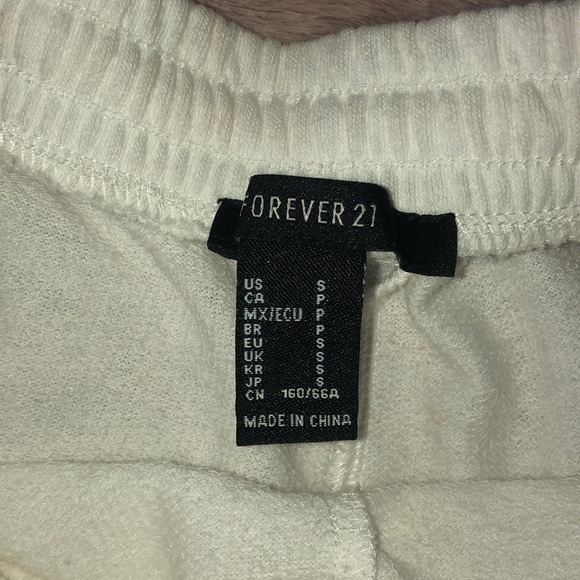 FOREVER 21
US S
CA P
MX/ECU P
BR P
EU S
UK S
KR S
JP S
CN 160/66A
MADE IN CHINA